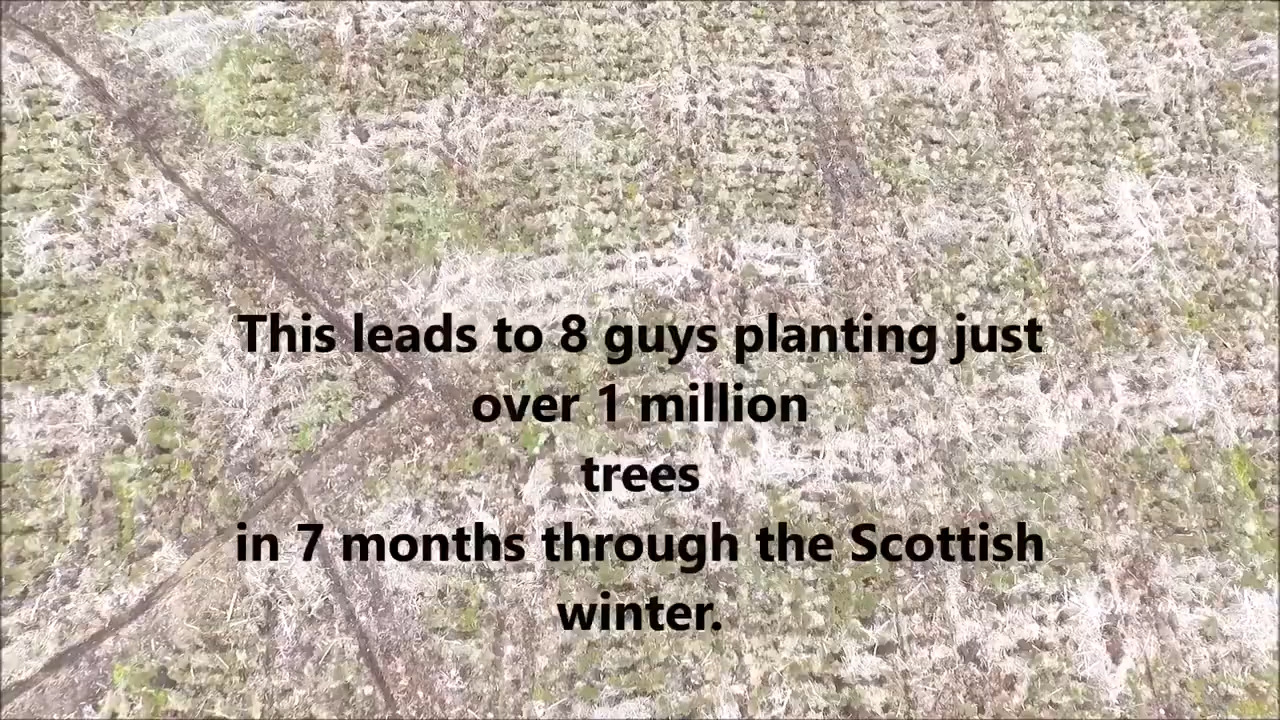 This leads to 8 guys planting just
over 1 million
trees
in 7 months through the Scottish
winter.